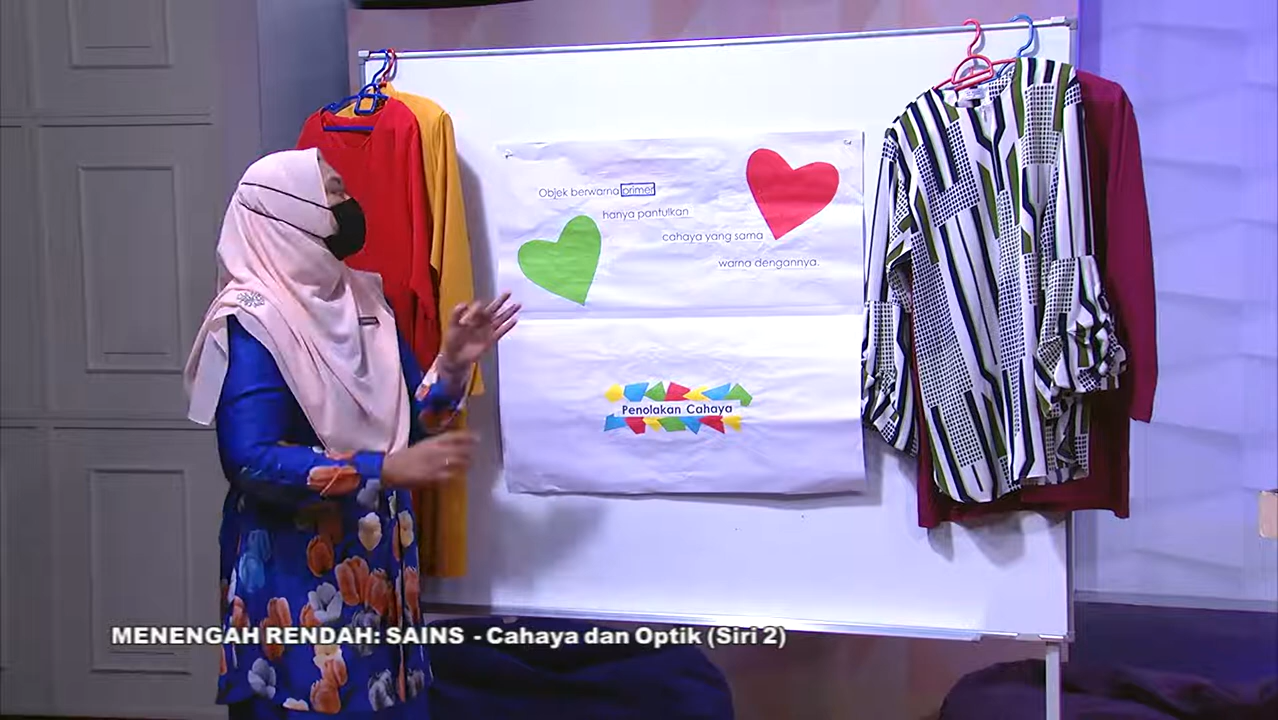 Objek berwarna primer
hanya pantulkan
cahaya yang sama
warna dengannya.
Penolakan Cahaya
MENENGAH RENDAH: SAINS - Cahaya dan Optik (Siri 2)